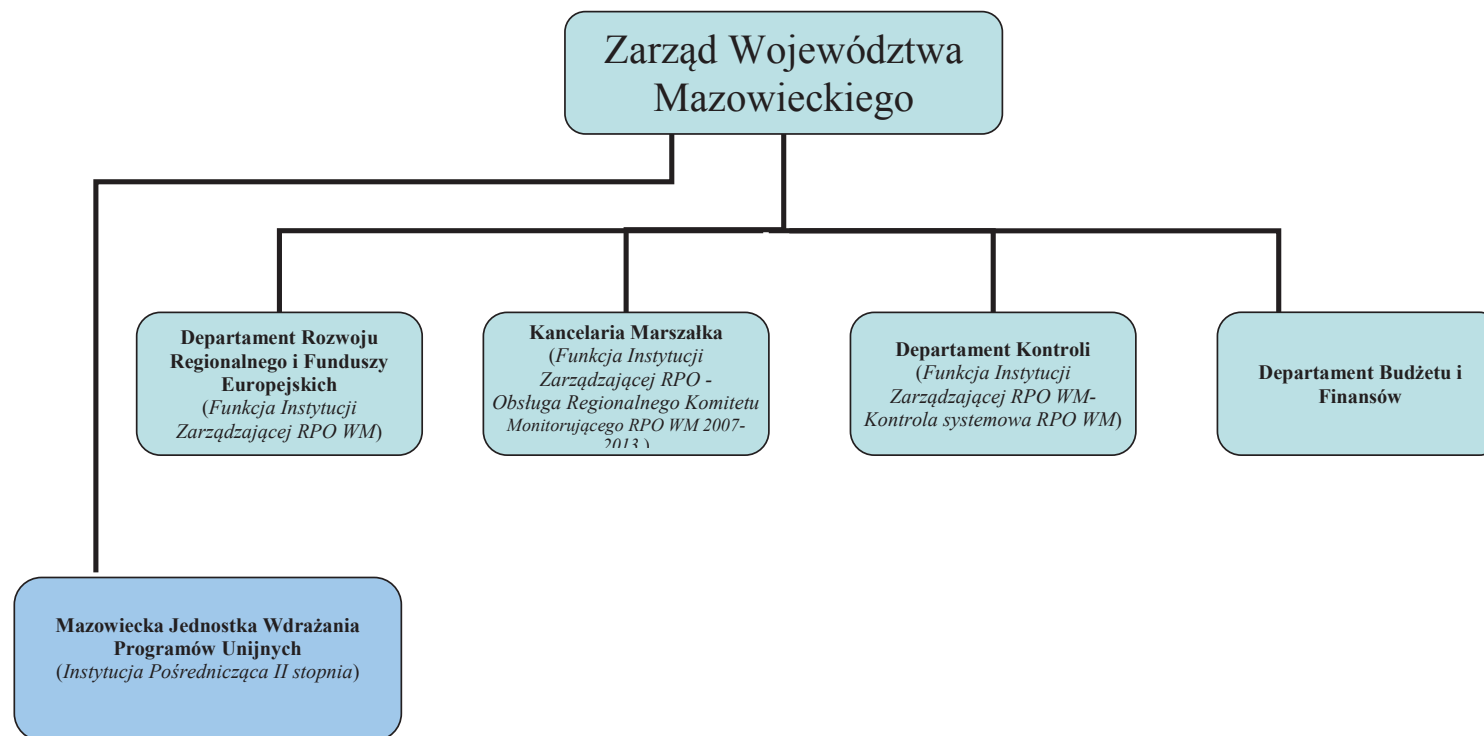 Zarząd Województwa
Mazowieckiego
Departament Rozwoju
Regionalnego i Funduszy
Europejskich
(Funkcja Instytucji
Zarządzającej RPO WM)
Kancelaria Marszałka
(Funkcja Instytucji
Zarządzającej RPO -
Obsługa Regionalnego Komitetu
Monitorującego RPO WM 2007-
2013 )
Departament Kontroli
(Funkcja Instytucji
Zarządzającej RPO WM-
Kontrola systemowa RPO WM)
Departament Budżetu i
Finansów
Mazowiecka Jednostka Wdrażania
Programów Unijnych
(Instytucja Pośrednicząca II stopnia)